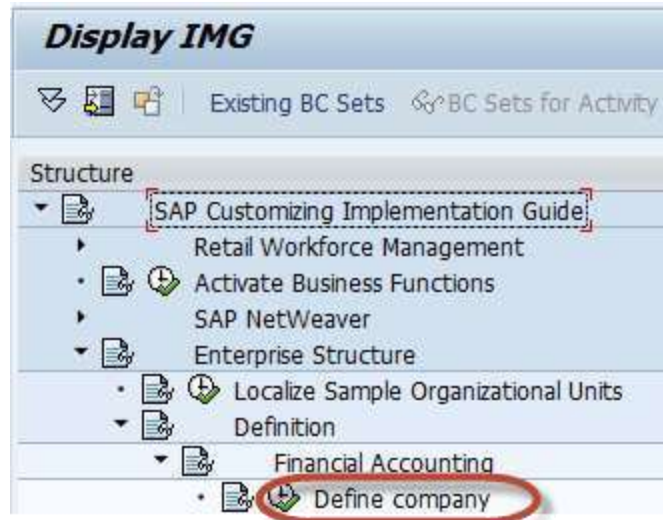 Display IMG
Existing BC Sets BC Sets for Activity
Structure
SAP Customizing Implementation Guide
Retail Workforce Management
Activate Business Functions
SAP NetWeaver
Enterprise Structure
Localize Sample Organizational Units
Definition
Financial Accounting
Define company